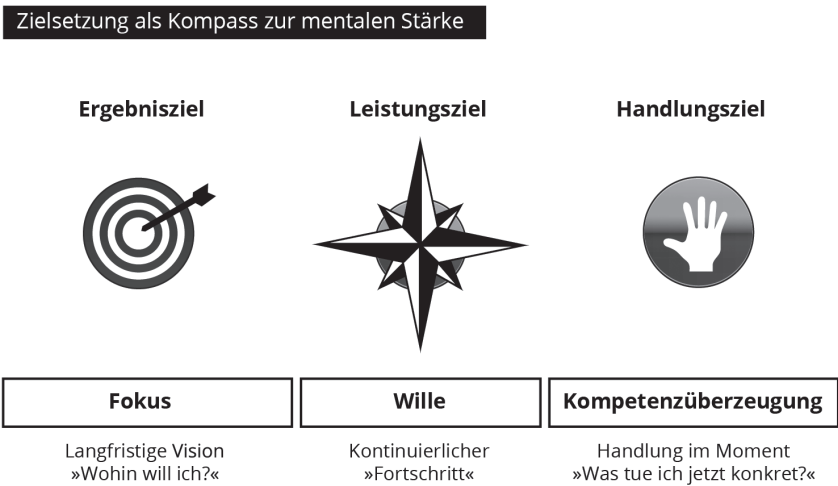 Zielsetzung als Kompass zur mentalen Stärke
Ergebnisziel
Leistungsziel
Handlungsziel
Fokus
Wille
Kompetenzüberzeugung
Langfristige Vision
»Wohin will ich?«
Kontinuierlicher
»Fortschritt«
Handlung im Moment
»Was tue ich jetzt konkret?«